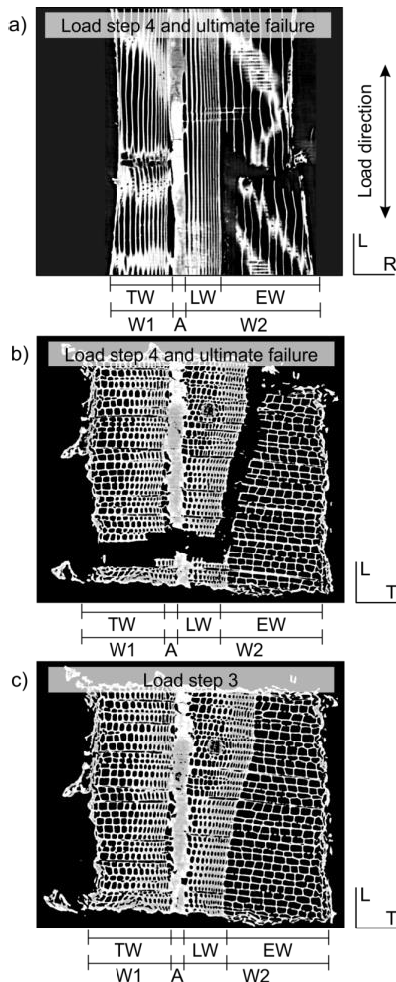 a)
Load step 4 and ultimate failure
Load direction
L
R
TW LW EW
W1 A W2
b)
Load step 4 and ultimate failure
L
T
TW LW EW
W1 A W2
c)
Load step 3
L
T
TW LW EW
W1 A W2